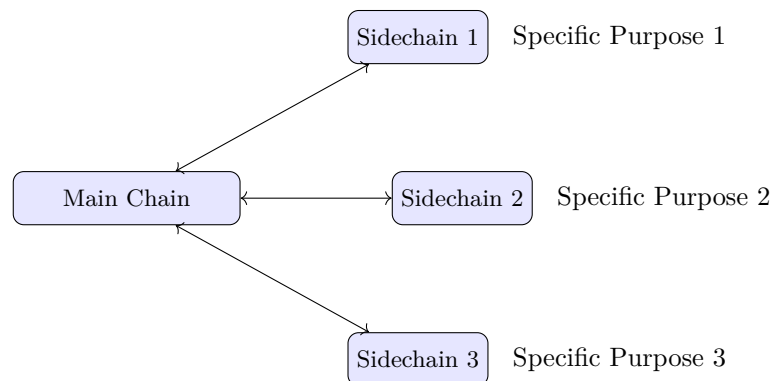 Sidechain 1 Specific Purpose 1
Main Chain Sidechain 2 Specific Purpose 2
Sidechain 3 Specific Purpose 3